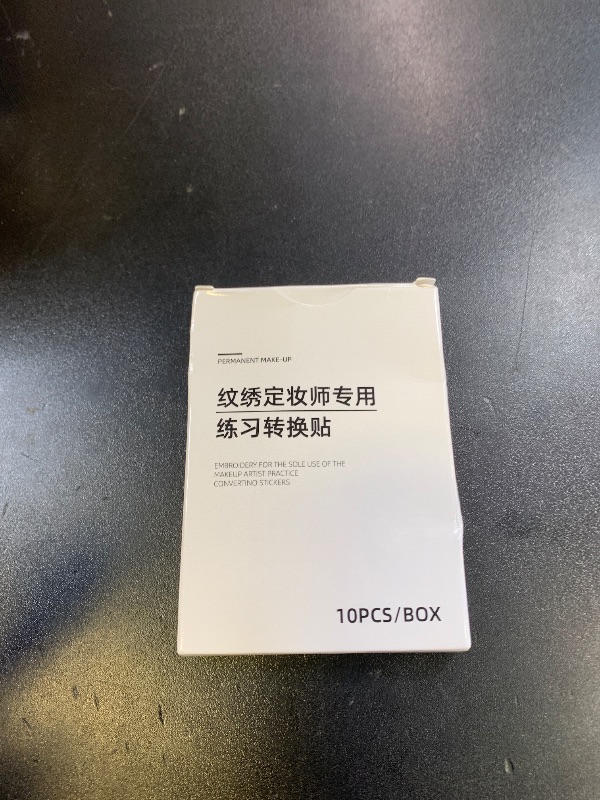 PERMANENT MAKE-UP
纹绣定妆师专用
练习转换贴
EMBROIDERY FOR THE SOLE USE OF THE
MAKEUP ARTIST PRACTICE
CONVERTINO STICKERS
10PCS/BOX